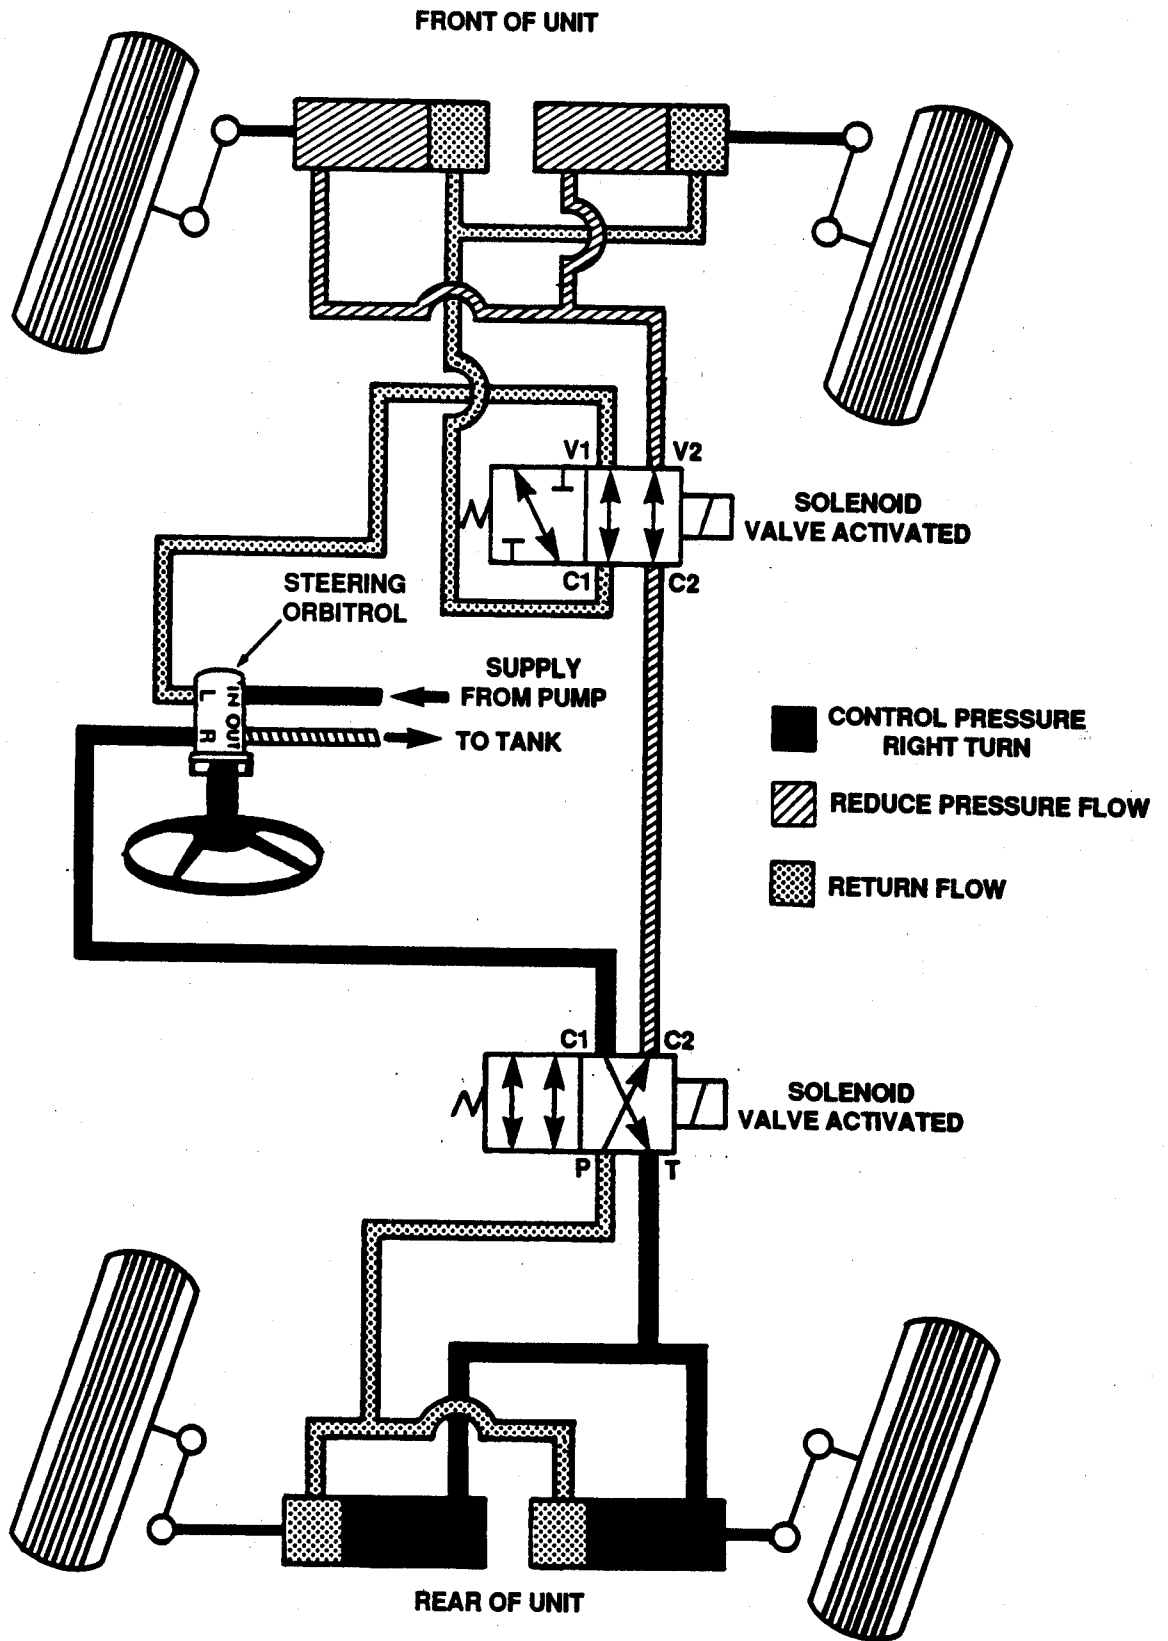 FRONT OF UNIT
V1
V2
SOLENOID
VALVE ACTIVATED
C1
C2
STEERING
ORBITROL
L
IN
SUPPLY
FROM PUMP
R
OUT
TO TANK
CONTROL PRESSURE
RIGHT TURN
REDUCE PRESSURE FLOW
RETURN FLOW
C1
C2
SOLENOID
VALVE ACTIVATED
P
T
REAR OF UNIT